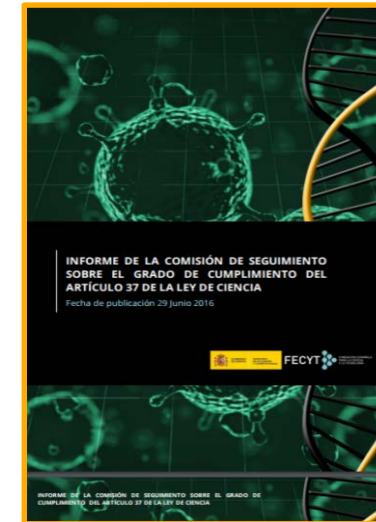 INFORME DE LA COMISIÓN DE SEGUIMIENTO
SOBRE EL GRADO DE CUMPLIMIENTO DEL
ARTÍCULO 37 DE LA LEY DE CIENCIA
Fecha de publicación 29 Junio 2016
FECYT
INFORME DE LA COMISIÓN DE SEGUIMIENTO SOBRE EL GRADO DE
CUMPLIMIENTO DEL ARTÍCULO 37 DE LA LEY DE CIENCIA